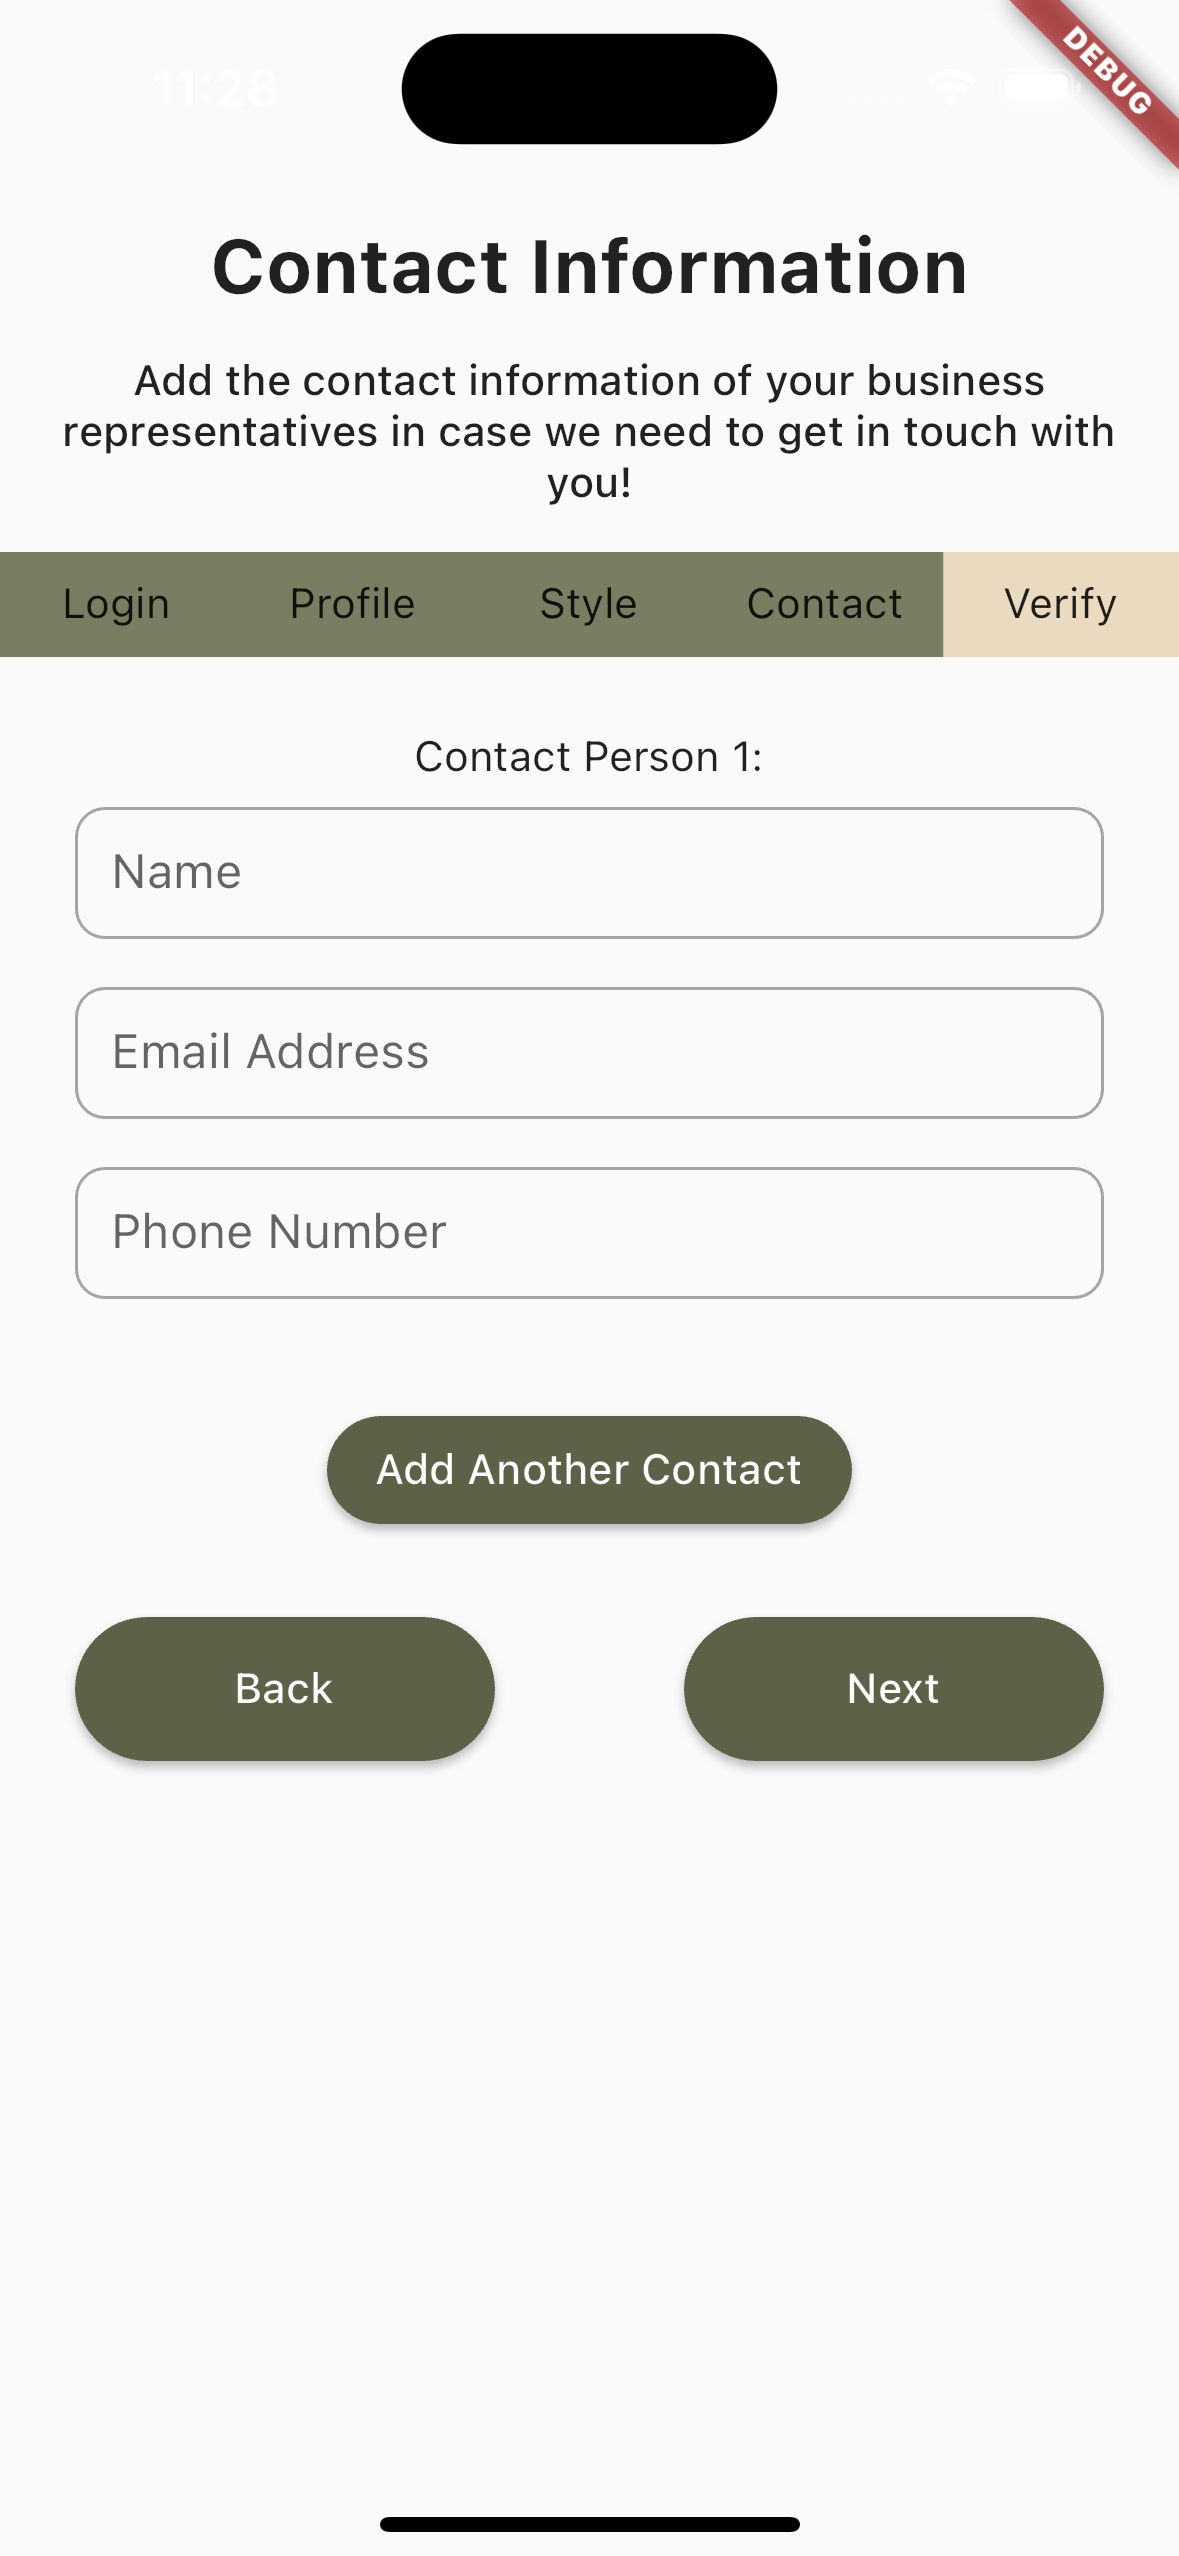 11:28
DEBUG
Contact Information
Add the contact information of your business
representatives in case we need to get in touch with
you!
Login Profile Style Contact Verify
Contact Person 1:
Name
Email Address
Phone Number
Add Another Contact
Back Next